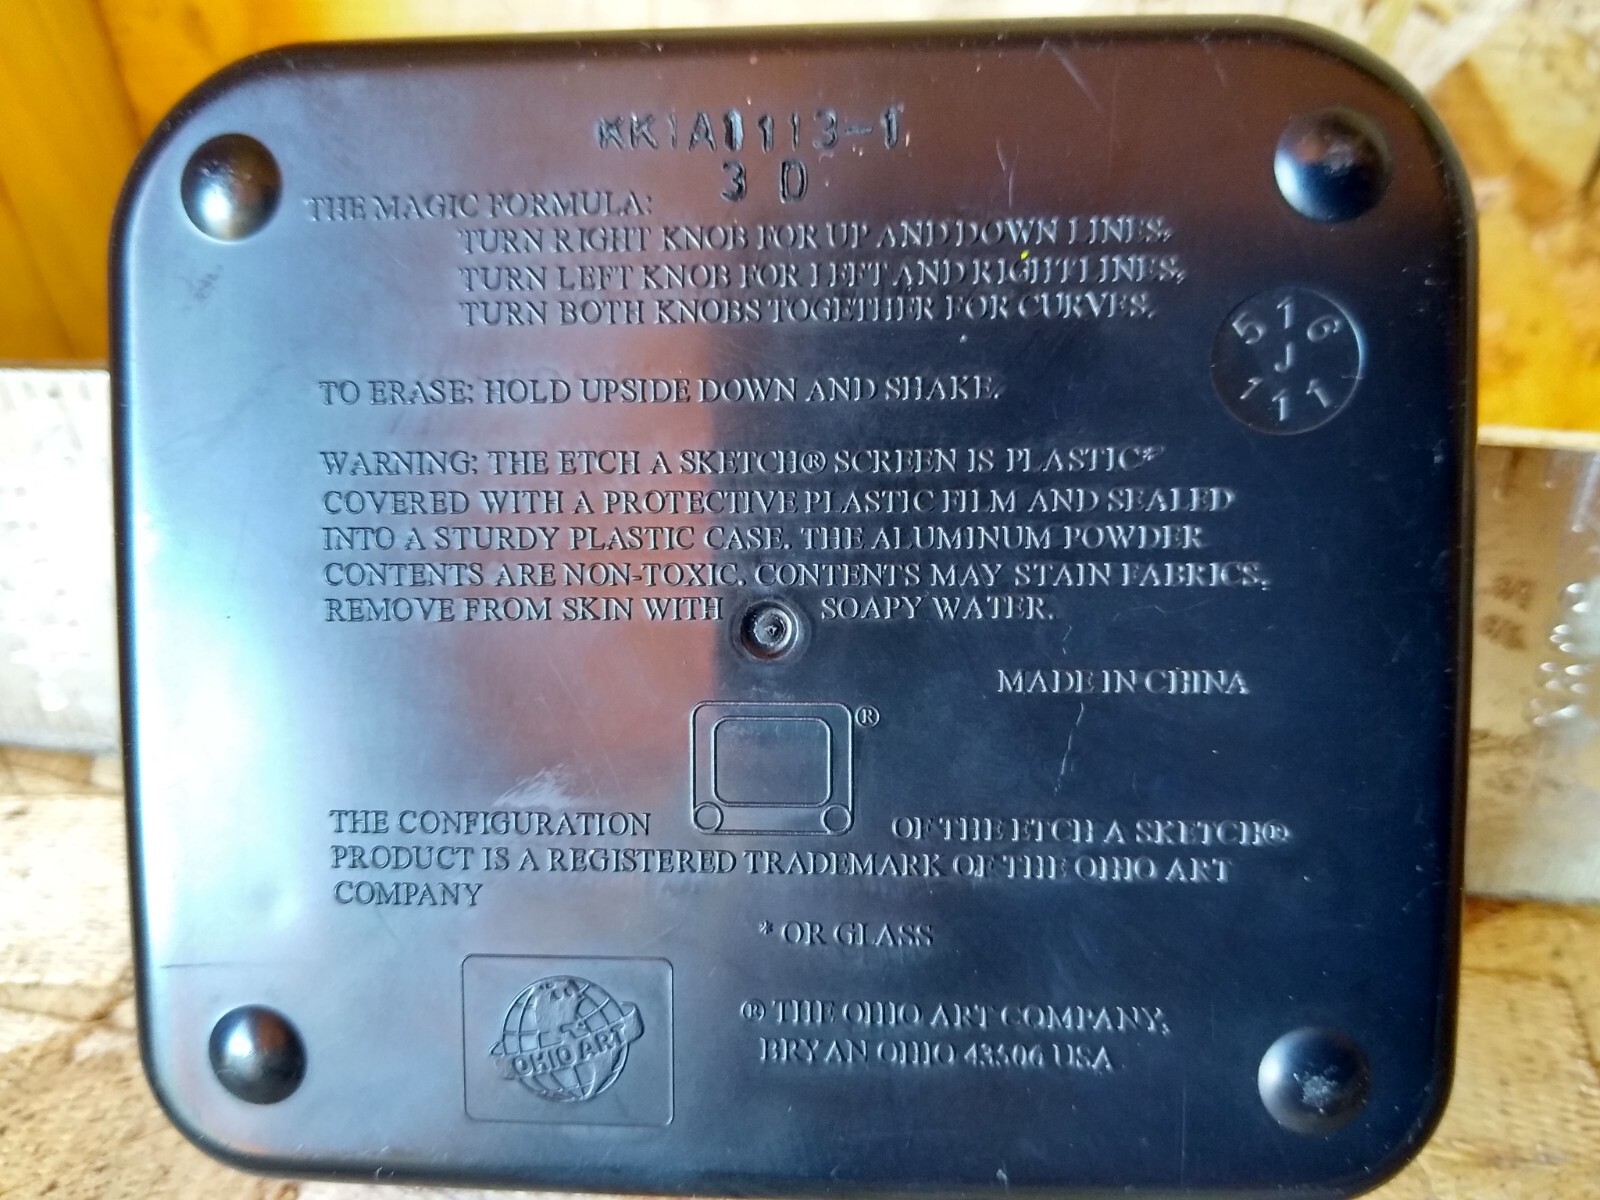 KK1A1113-1
3 D
THE MAGIC FORMULA:
TURN RIGHT KNOB FOR UP AND DOWN LINES,
TURN LEFT KNOB FOR LEFT AND RIGHT LINES,
TURN BOTH KNOBS TOGETHER FOR CURVES.
5 1 6
J
1 1 1
TO ERASE: HOLD UPSIDE DOWN AND SHAKE.
WARNING: THE ETCH A SKETCH® SCREEN IS PLASTIC*
COVERED WITH A PROTECTIVE PLASTIC FILM AND SEALED
INTO A STURDY PLASTIC CASE. THE ALUMINUM POWDER
CONTENTS ARE NON-TOXIC. CONTENTS MAY STAIN FABRICS,
REMOVE FROM SKIN WITH SOAPY WATER.
MADE IN CHINA
®
THE CONFIGURATION OF THE ETCH A SKETCH®
PRODUCT IS A REGISTERED TRADEMARK OF THE OHIO ART
COMPANY
* OR GLASS
OHIO ART
® THE OHIO ART COMPANY,
BRYAN OHIO 43506 USA